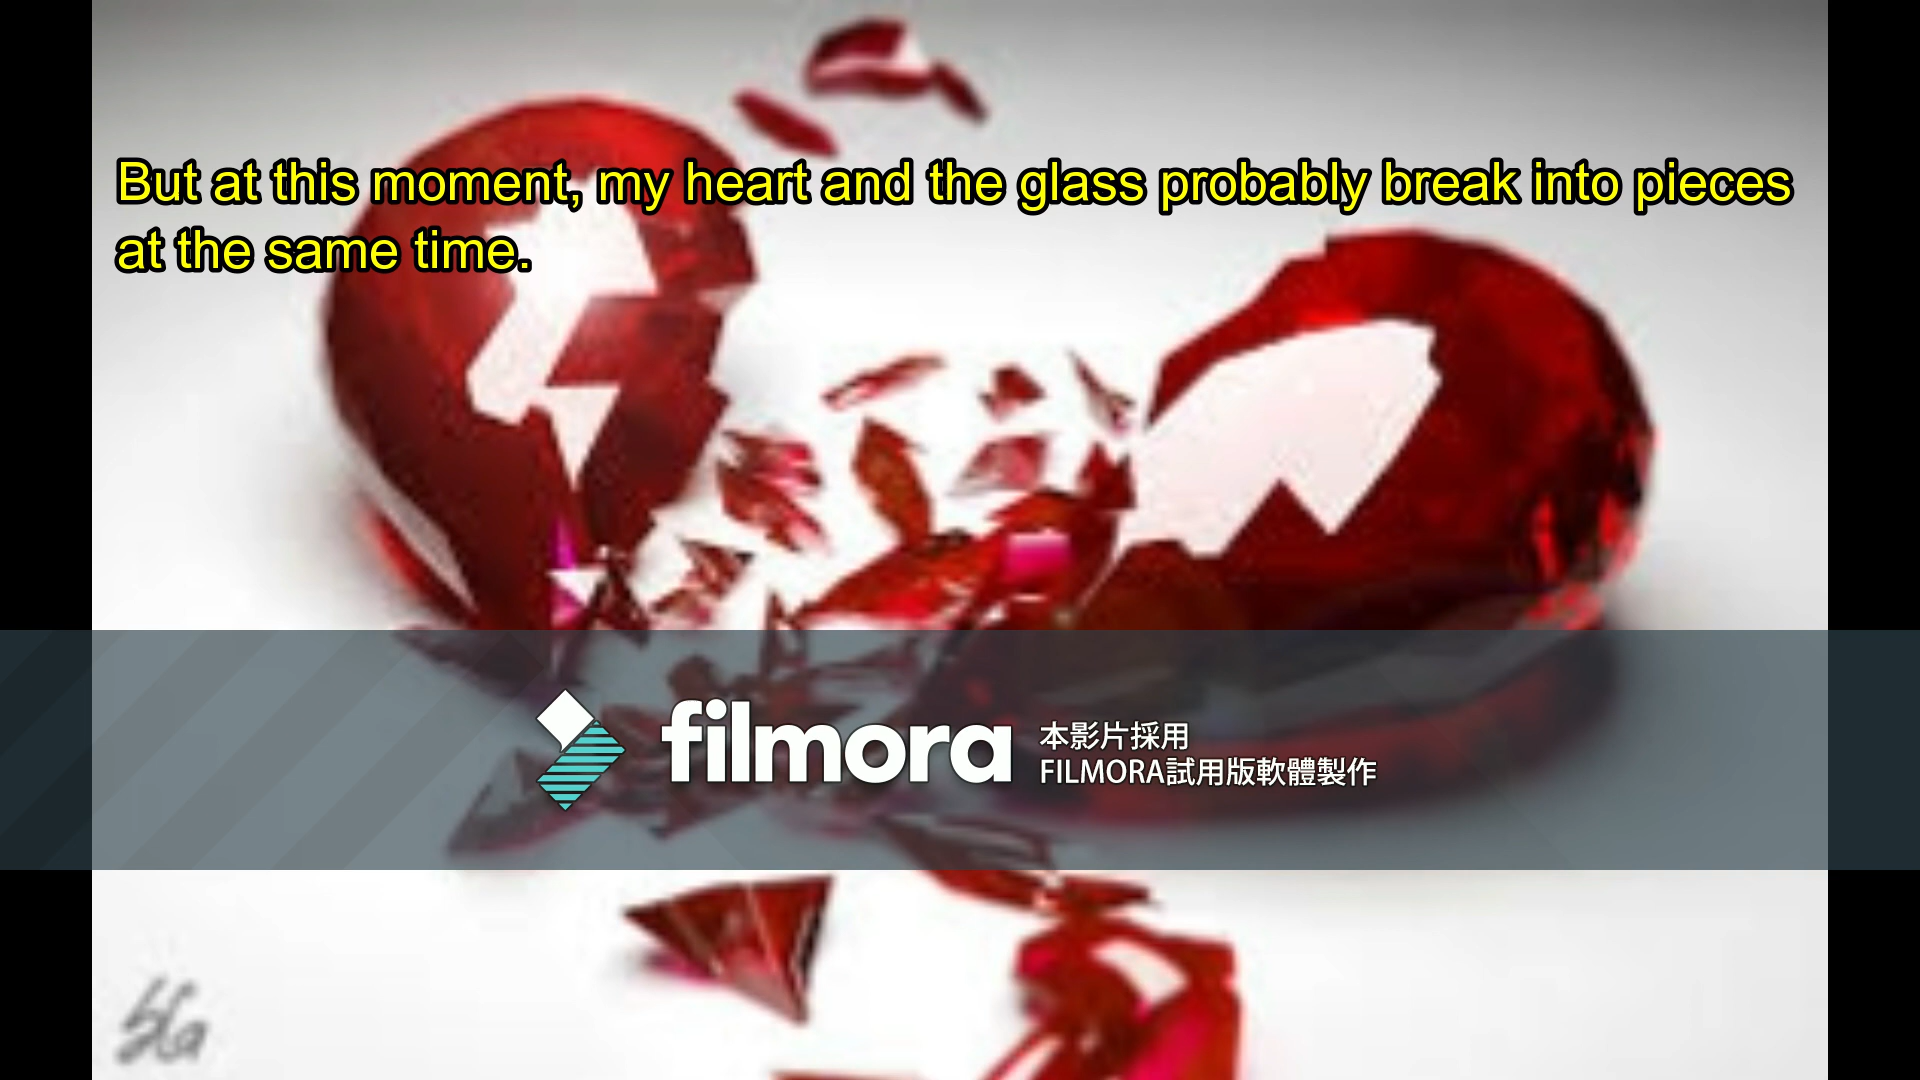 But at this moment, my heart and the glass probably break into pieces
at the same time.
filmora
本影片採用
FILMORA試用版軟體製作